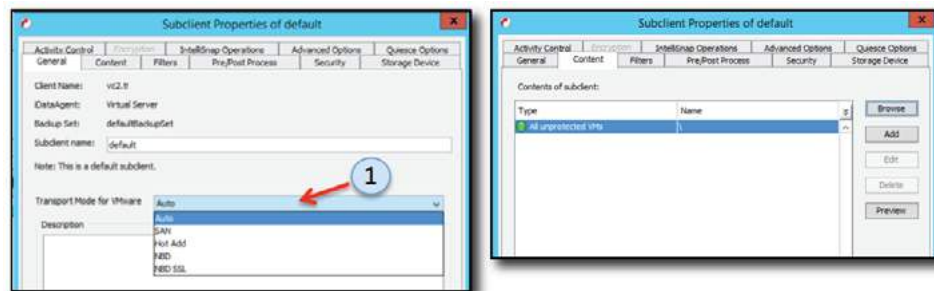 Subclient Properties of default
x
Activity Control Encryption IntelliSnap Operations Advanced Options Quiesce Options
General Content Filters Pre/Post Process Security Storage Device
Client Name: vc2.tl
iDataAgent: Virtual Server
Backup Set: defaultBackupSet
Subclient name: default
Note: This is a default subclient.
1
Transport Mode for VMware Auto
Auto
SAN
Hot Add
NBD
NBD SSL
Description
Subclient Properties of default
x
Activity Control Encryption IntelliSnap Operations Advanced Options Quiesce Options
General Content Filters Pre/Post Process Security Storage Device
Contents of subclient:
Type Name
All unprotected VMs \
Browse
Add
Edit
Delete
Preview